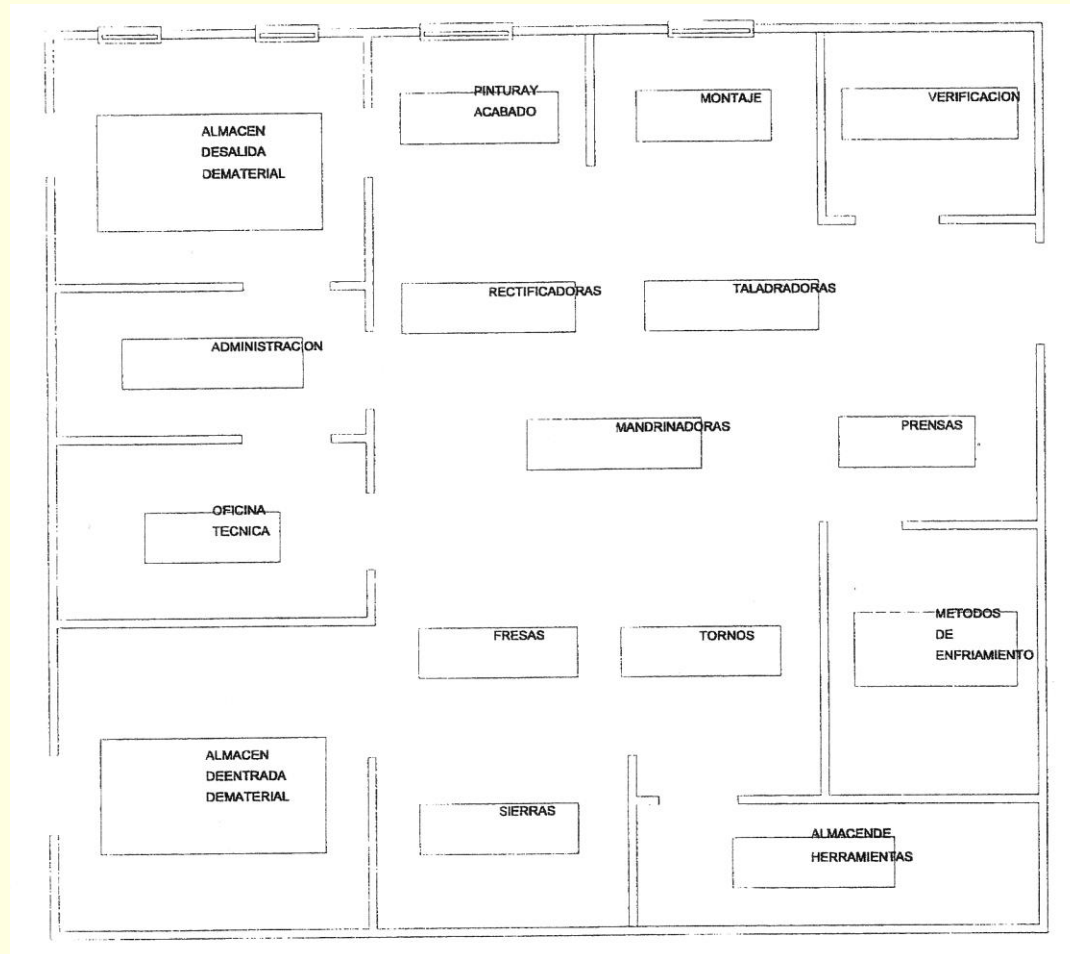 PINTURAY
ACABADO
MONTAJE
VERIFICACION
ALMACEN
DESALIDA
DEMATERIAL
RECTIFICADORAS
TALADRADORAS
ADMINISTRACION
MANDRINADORAS
PRENSAS
OFICINA
TECNICA
FRESAS
TORNOS
METODOS
DE
ENFRIAMIENTO
ALMACEN
DEENTRADA
DEMATERIAL
SIERRAS
ALMACENDE
HERRAMIENTAS